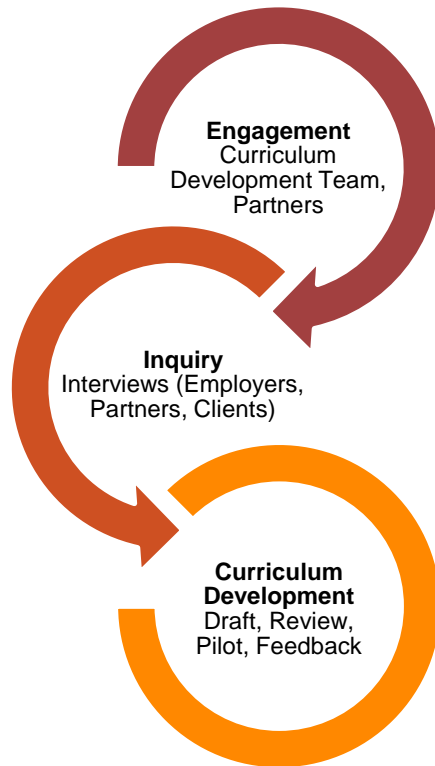 Engagement
Curriculum
Development Team,
Partners
Inquiry
Interviews (Employers,
Partners, Clients)
Curriculum
Development
Draft, Review,
Pilot, Feedback